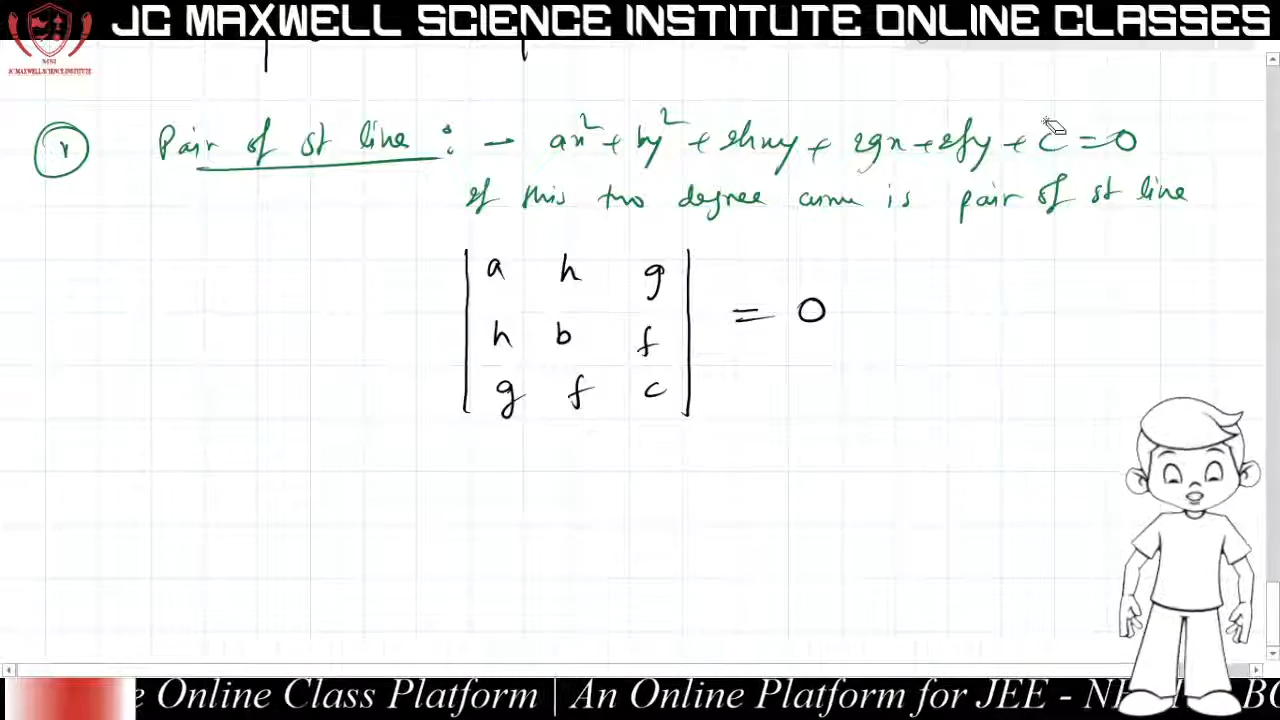 JC MAXWELL SCIENCE INSTITUTE ONLINE CLASSES
MSI
JC MAXWELL SCIENCE INSTITUTE
Pair of st line :- ax² + by² + 2hxy + 2gx + 2fy + c = 0
If this two degree is pair of st line
a h g
h b f = 0
g f c
e Online Class Platform | An Online Platform for JEE - N